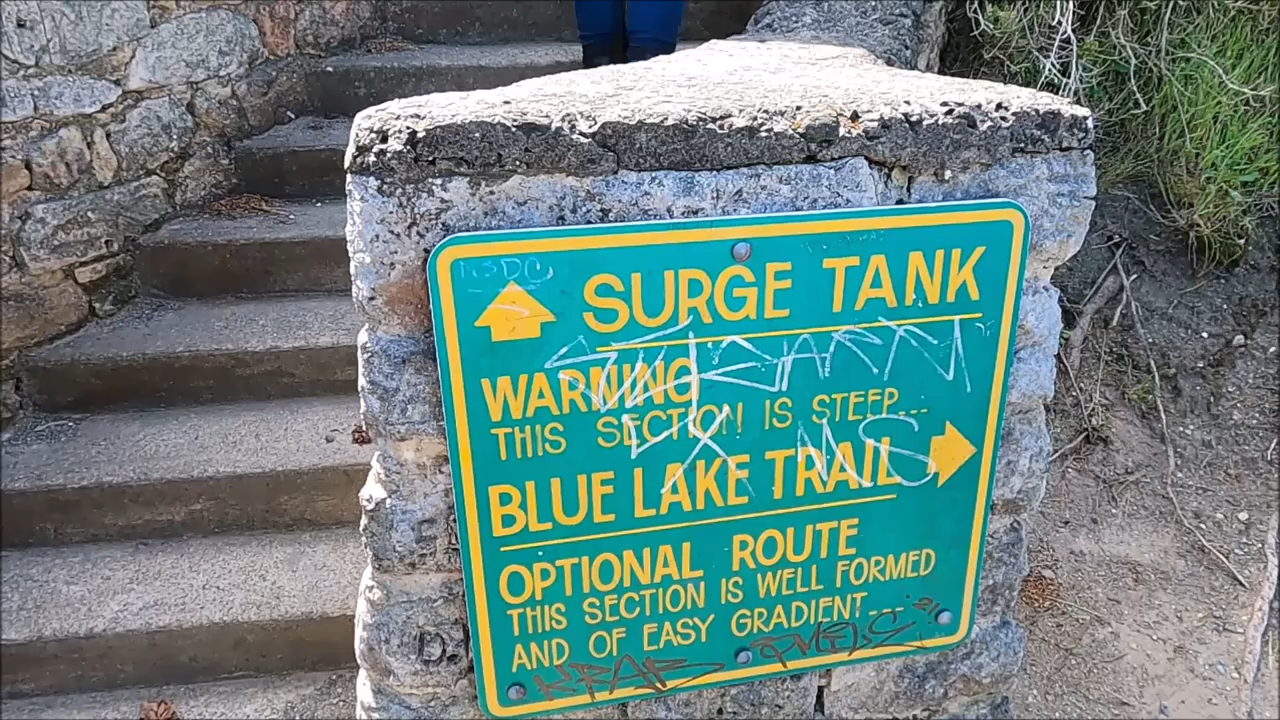 SURGE TANK
WARNING
THIS SECTION IS STEEP---
BLUE LAKE TRAIL
OPTIONAL ROUTE
THIS SECTION IS WELL FORMED
AND OF EASY GRADIENT---